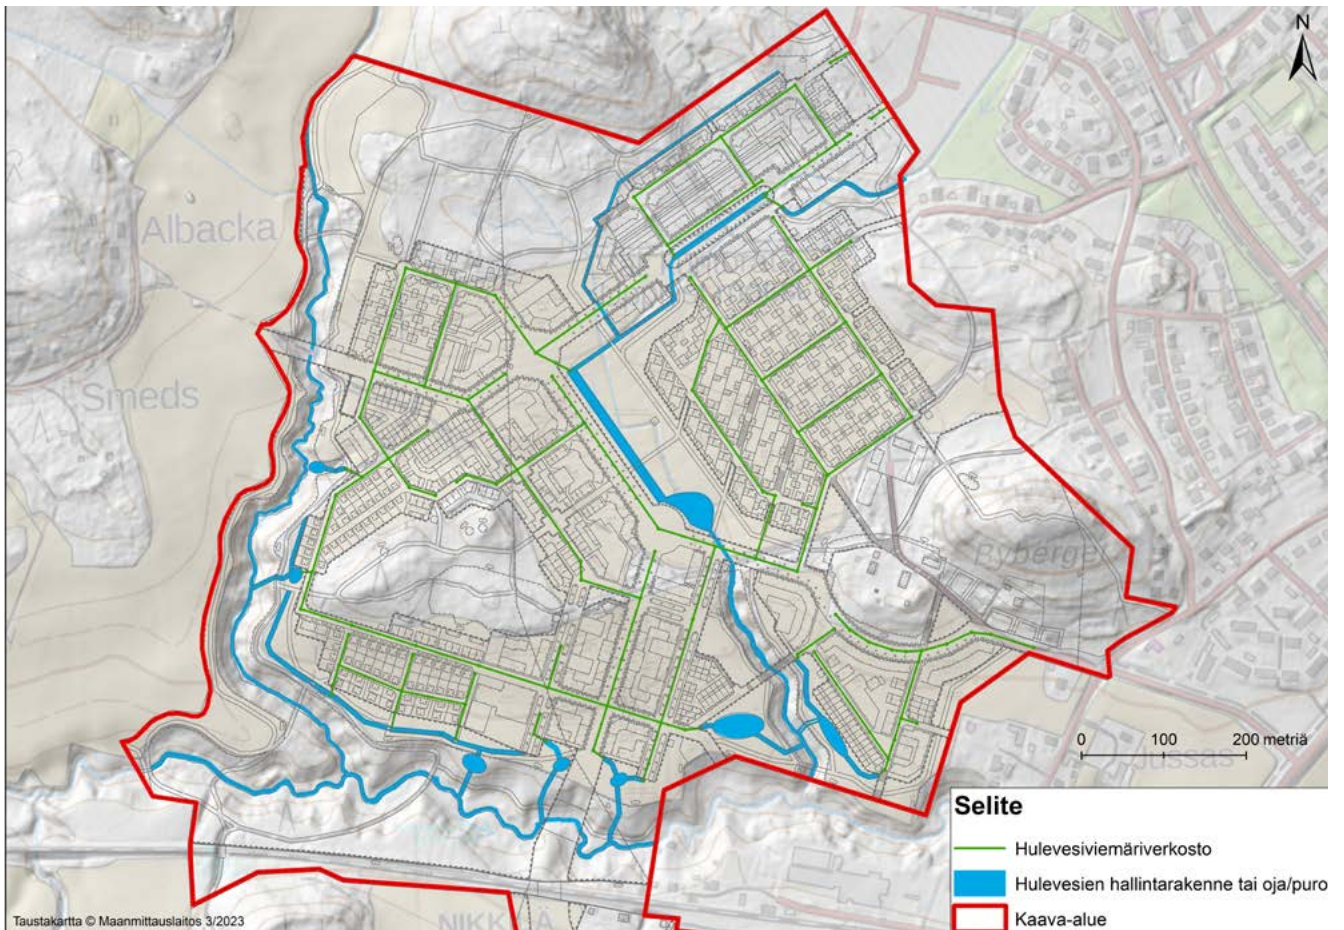 N
Albacka
Smeds
Byberget
0 100 200 metriä
Jussas
Selite
Hulevesiviemäriverkosto
Hulevesien hallintarakenne tai oja/puro
Kaava-alue
NIKKILÄ
Taustakartta © Maanmittauslaitos 3/2023